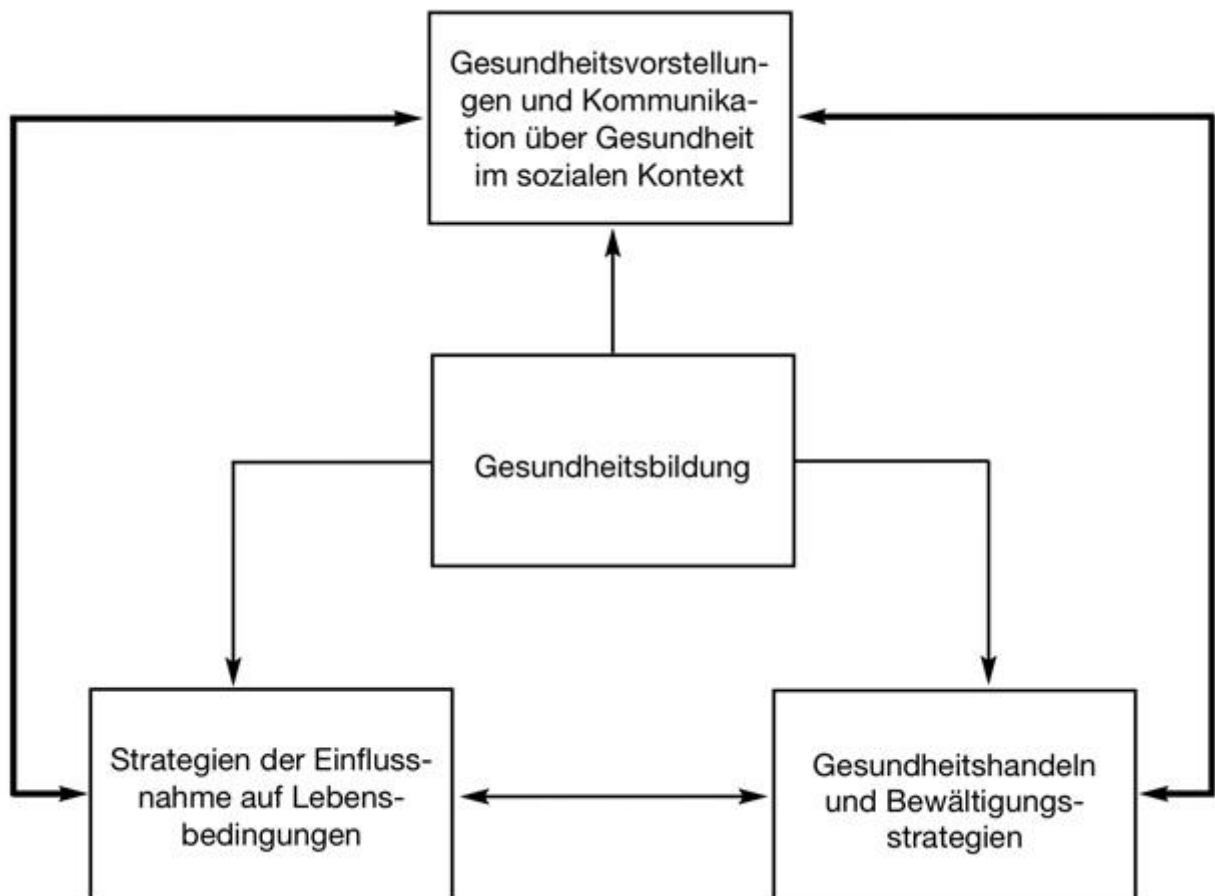 Gesundheitsvorstellun-
gen und Kommunika-
tion über Gesundheit
im sozialen Kontext
Gesundheitsbildung
Strategien der Einfluss-
nahme auf Lebens-
bedingungen
Gesundheitshandeln
und Bewältigungs-
strategien